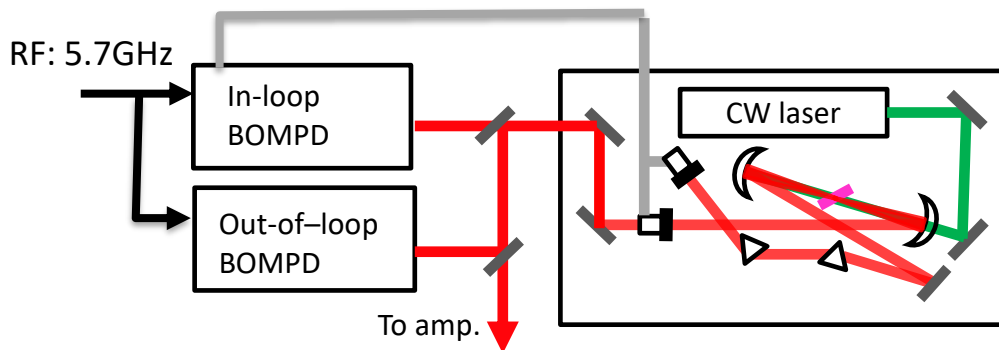 RF: 5.7GHz
In-loop
BOMPD
CW laser
Out-of–loop
BOMPD
To amp.